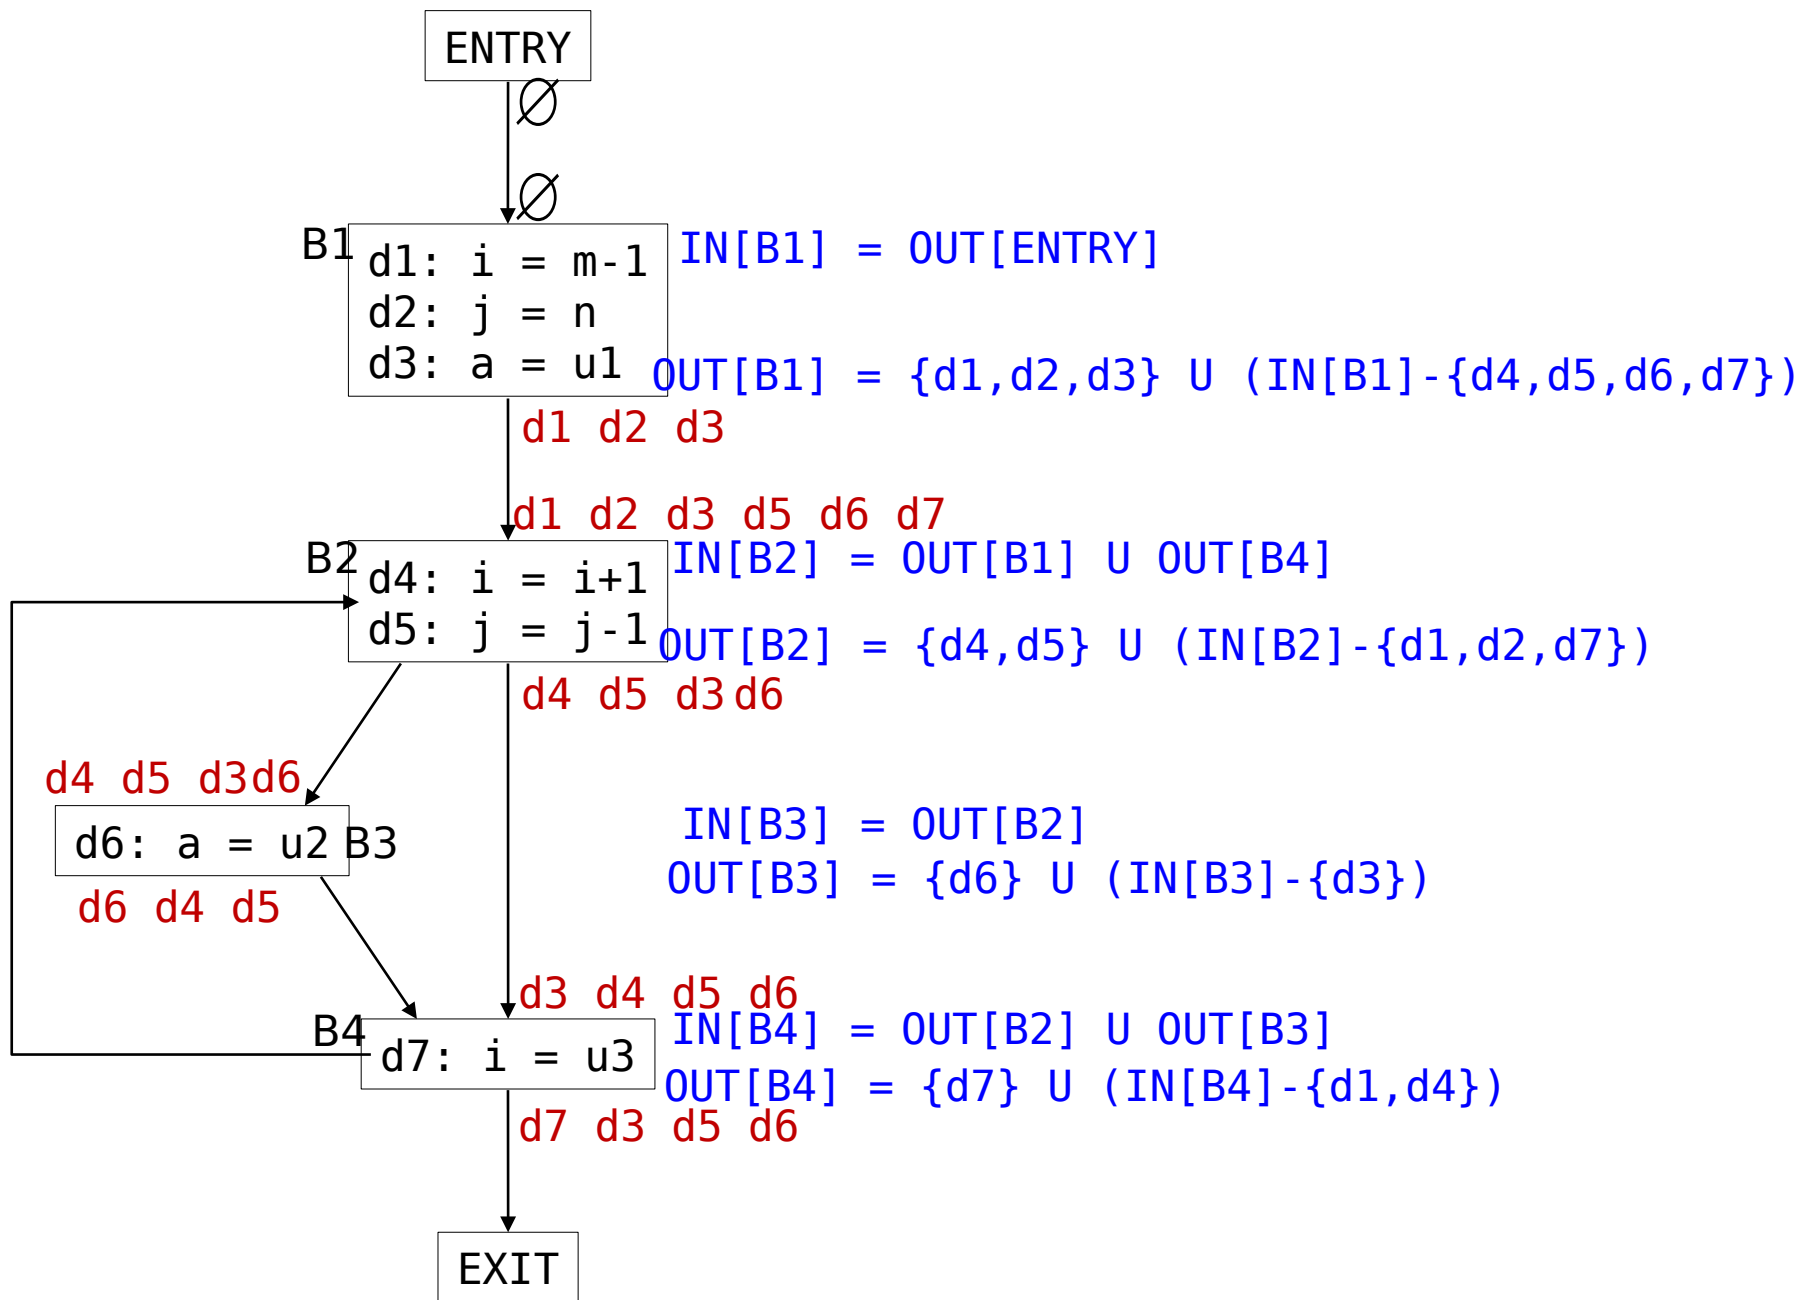 ENTRY
∅
∅
B1
d1: i = m-1
d2: j = n
d3: a = u1
IN[B1] = OUT[ENTRY]
OUT[B1] = {d1,d2,d3} U (IN[B1]-{d4,d5,d6,d7})
d1 d2 d3
d1 d2 d3 d5 d6 d7
B2
d4: i = i+1
d5: j = j-1
IN[B2] = OUT[B1] U OUT[B4]
OUT[B2] = {d4,d5} U (IN[B2]-{d1,d2,d7})
d4 d5 d3 d6
d4 d5 d3 d6
d6: a = u2
B3
IN[B3] = OUT[B2]
OUT[B3] = {d6} U (IN[B3]-{d3})
d6 d4 d5
d3 d4 d5 d6
B4
d7: i = u3
IN[B4] = OUT[B2] U OUT[B3]
OUT[B4] = {d7} U (IN[B4]-{d1,d4})
d7 d3 d5 d6
EXIT